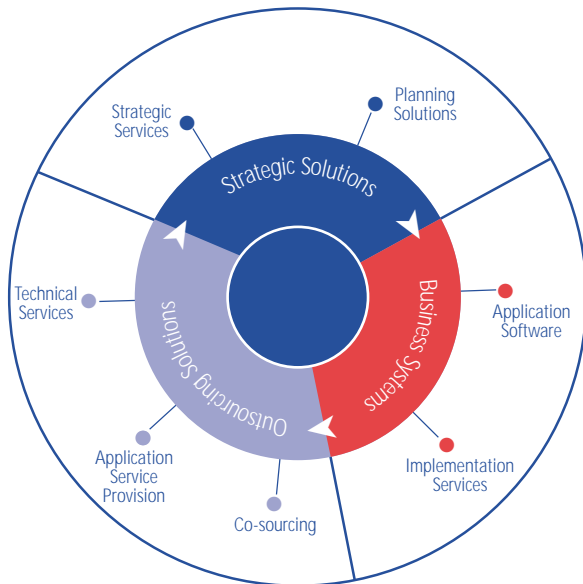 Strategic
Services
Planning
Solutions
Strategic Solutions
Technical
Services
Outsourcing Solutions
Business Systems
Application
Software
Application
Service
Provision
Implementation
Services
Co-sourcing